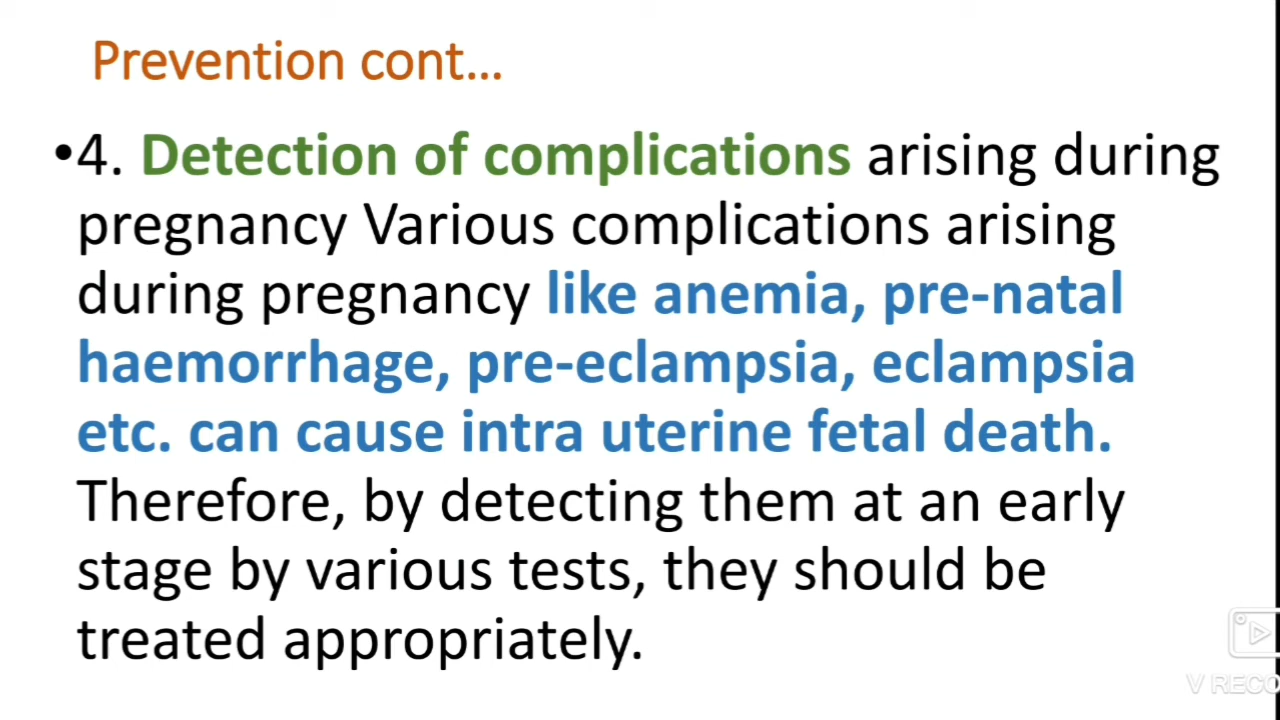 Prevention cont...
•4. Detection of complications arising during
pregnancy Various complications arising
during pregnancy like anemia, pre-natal
haemorrhage, pre-eclampsia, eclampsia
etc. can cause intra uterine fetal death.
Therefore, by detecting them at an early
stage by various tests, they should be
treated appropriately.
V RECO